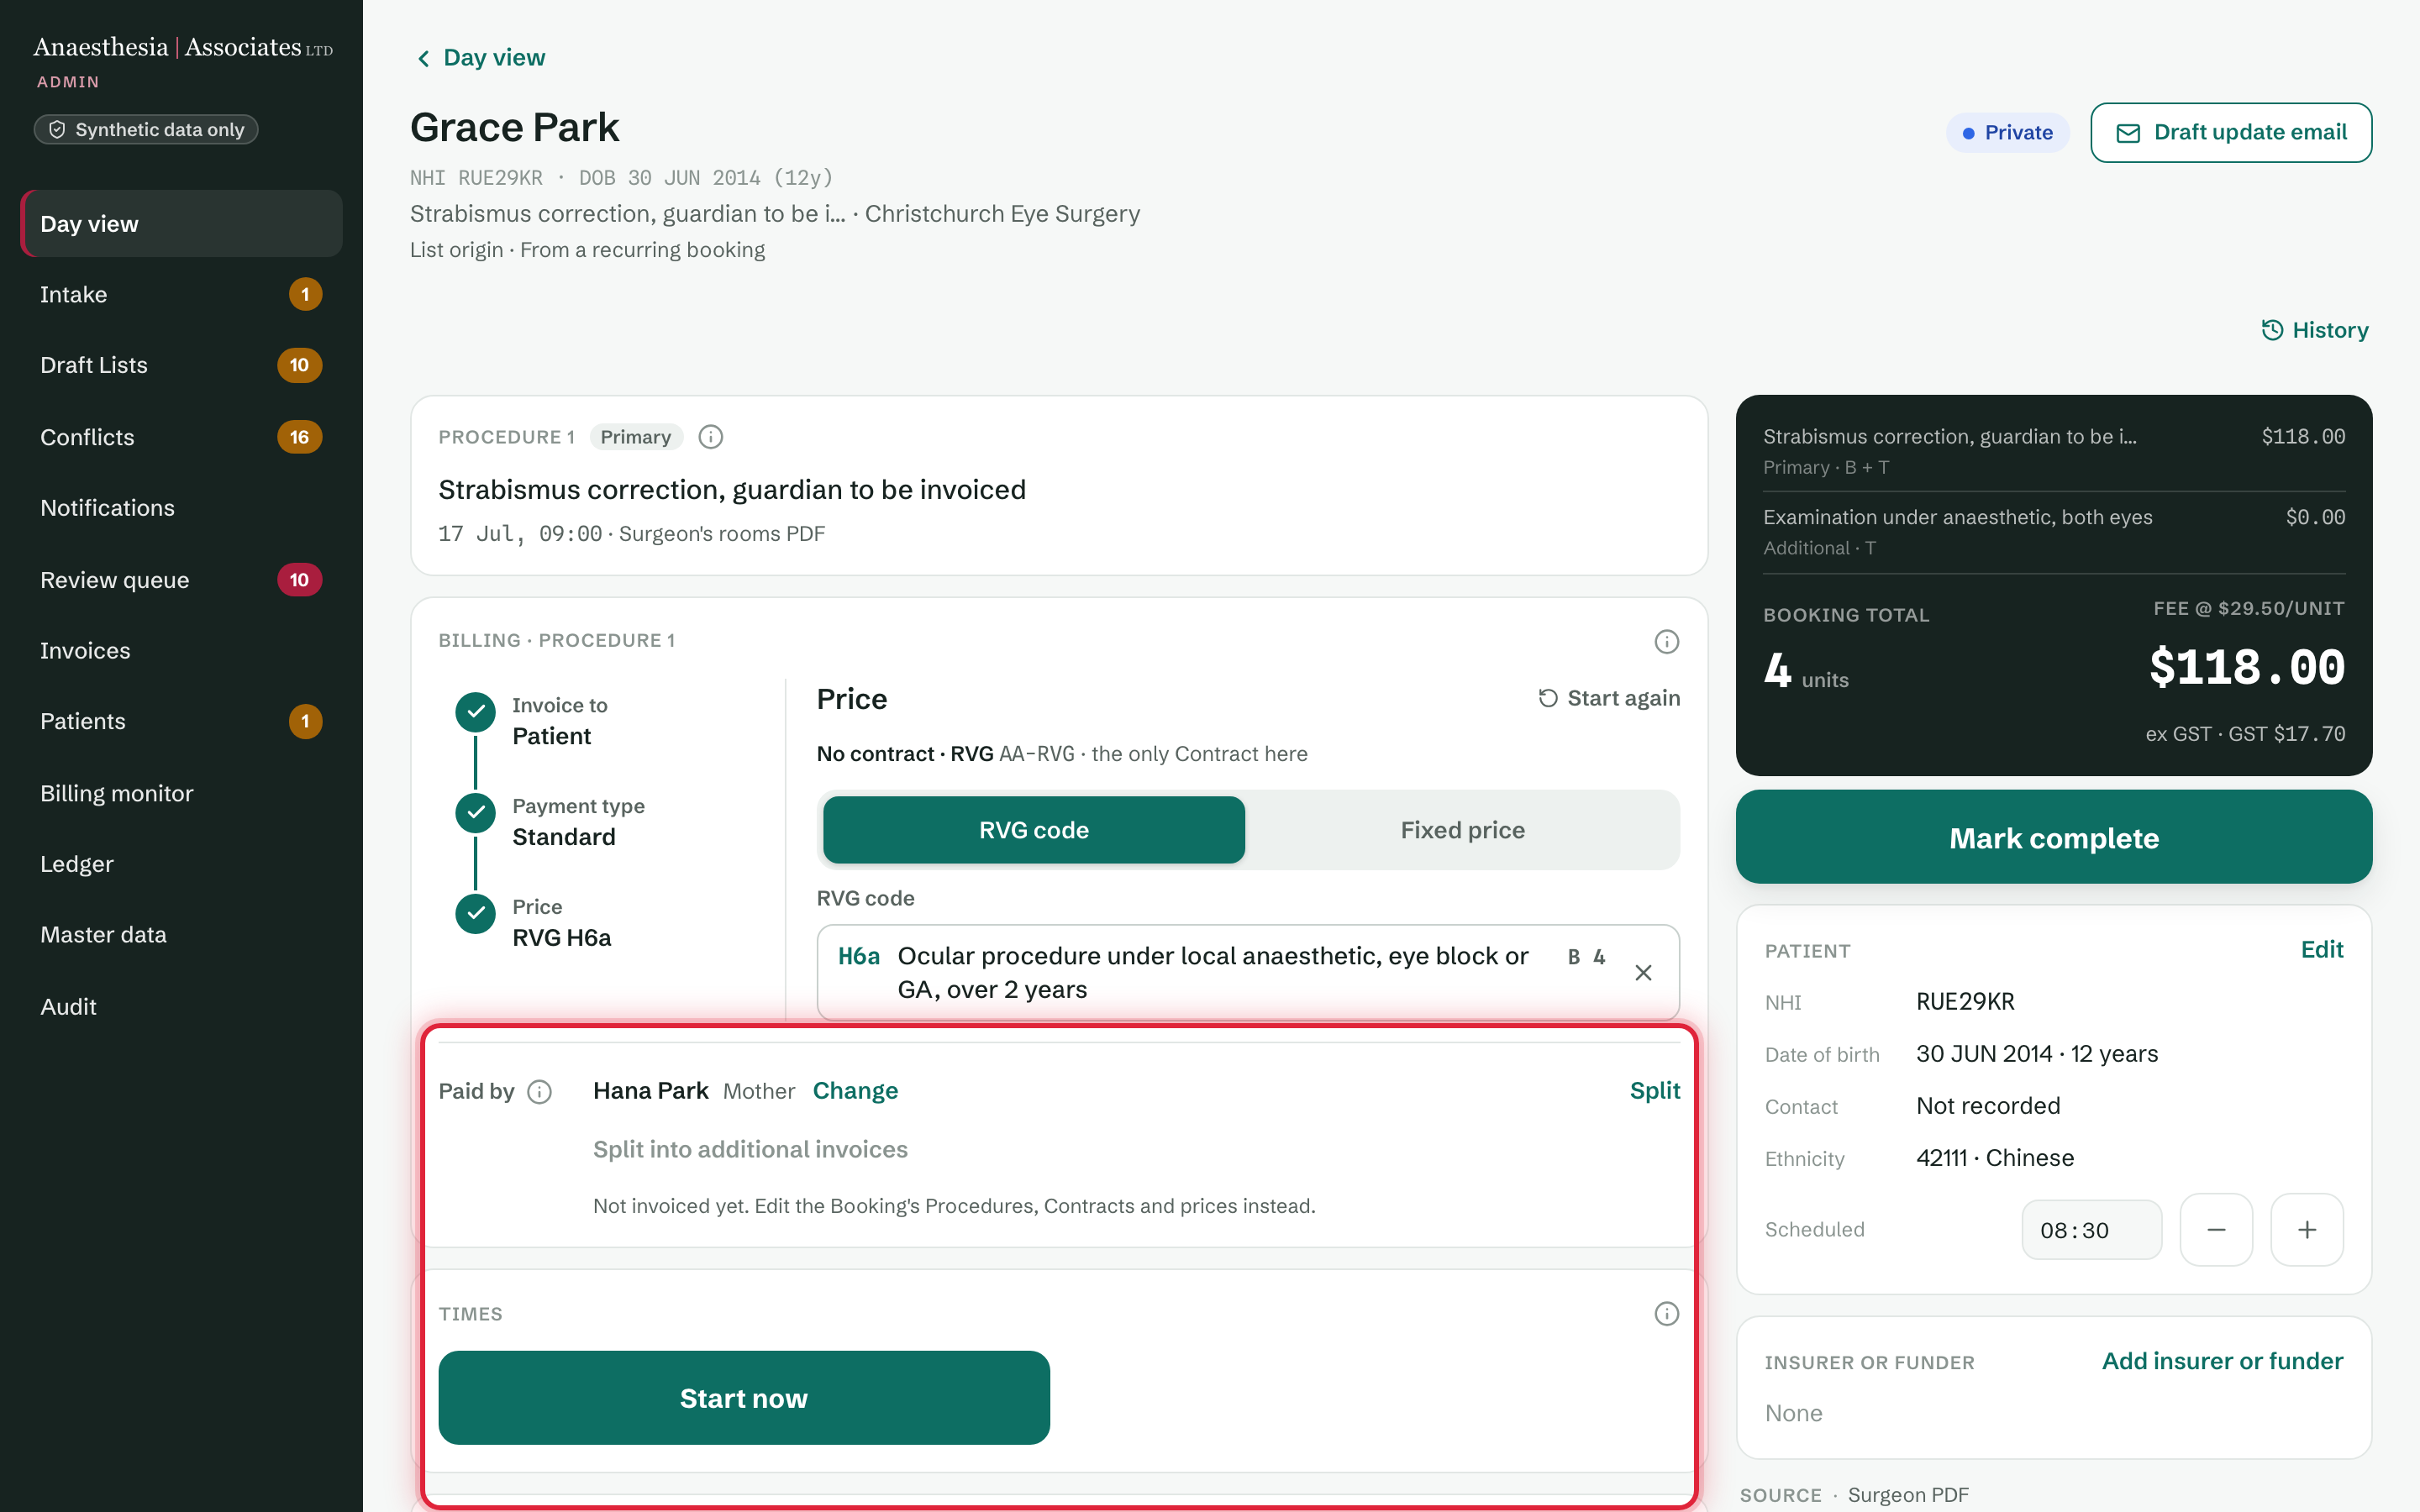 Anaesthesia | Associates LTD
ADMIN
Synthetic data only
Day view
Intake 1
Draft Lists 10
Conflicts 16
Notifications
Review queue 10
Invoices
Patients 1
Billing monitor
Ledger
Master data
Audit
Day view
Grace Park
Private
Draft update email
NHI RUE29KR · DOB 30 JUN 2014 (12y)
Strabismus correction, guardian to be i... · Christchurch Eye Surgery
List origin · From a recurring booking
History
PROCEDURE 1 Primary
Strabismus correction, guardian to be invoiced
17 Jul, 09:00 · Surgeon's rooms PDF
BILLING · PROCEDURE 1
Invoice to
Patient
Payment type
Standard
Price
RVG H6a
Price
Start again
No contract · RVG AA-RVG · the only Contract here
RVG code
Fixed price
RVG code
H6a Ocular procedure under local anaesthetic, eye block or B 4
GA, over 2 years
Paid by Hana Park Mother Change Split
Split into additional invoices
Not invoiced yet. Edit the Booking's Procedures, Contracts and prices instead.
TIMES
Start now
Strabismus correction, guardian to be i... $118.00
Primary · B + T
Examination under anaesthetic, both eyes $0.00
Additional · T
BOOKING TOTAL FEE @ $29.50/UNIT
4 units $118.00
ex GST · GST $17.70
Mark complete
PATIENT Edit
NHI RUE29KR
Date of birth 30 JUN 2014 · 12 years
Contact Not recorded
Ethnicity 42111 · Chinese
Scheduled 08:30 − +
INSURER OR FUNDER Add insurer or funder
None
SOURCE · Surgeon PDF